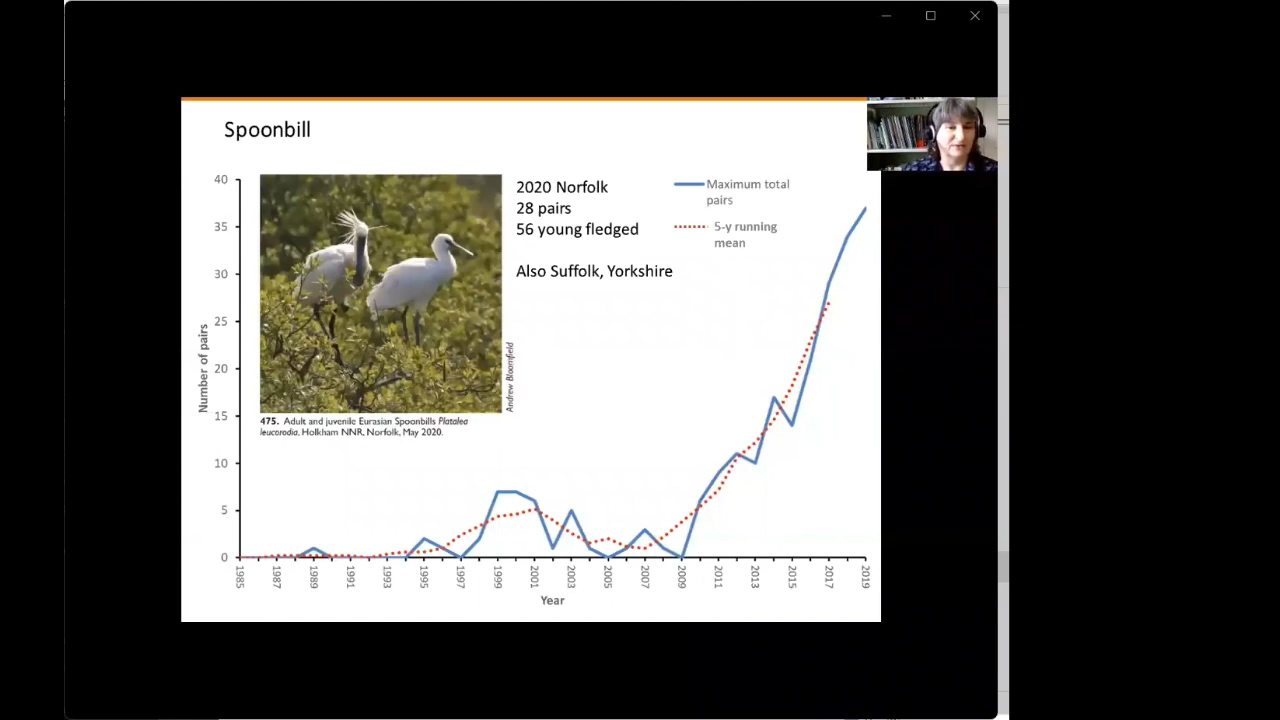 Spoonbill
2020 Norfolk
28 pairs
56 young fledged
Also Suffolk, Yorkshire
Maximum total
pairs
5-y running
mean
40
35
30
25
20
15
10
5
0
Number of pairs
Andrew Bloomfield
475. Adult and juvenile Eurasian Spoonbills Platalea
leucorodia, Holkham NNR, Norfolk, May 2020.
1985
1987
1989
1991
1993
1995
1997
1999
2001
2003
2005
2007
2009
2011
2013
2015
2017
2019
Year